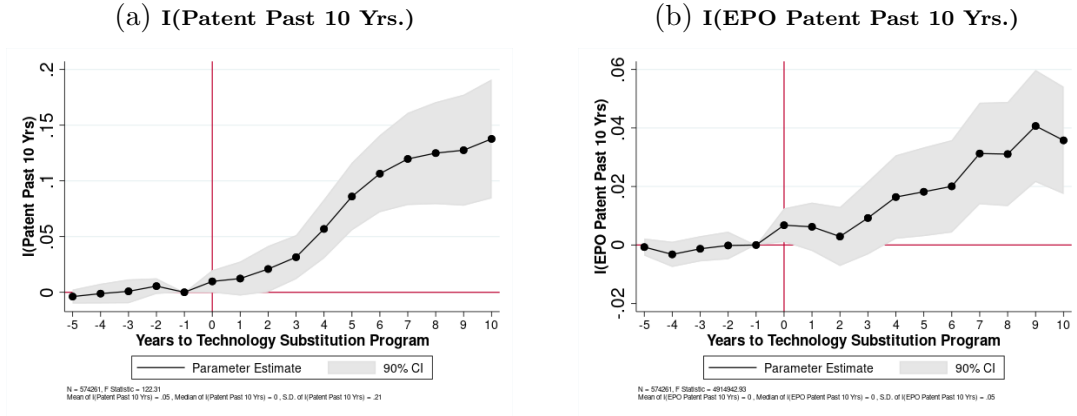 (a) I(Patent Past 10 Yrs.)
I(Patent Past 10 Yrs)
.2
.15
.1
.05
0
-5 -4 -3 -2 -1 0 1 2 3 4 5 6 7 8 9 10
Years to Technology Substitution Program
Parameter Estimate 90% CI
N = 574261, F Statistic = 122.31
Mean of I(Patent Past 10 Yrs) = .05 , Median of I(Patent Past 10 Yrs) = 0 , S.D. of I(Patent Past 10 Yrs) = .21
(b) I(EPO Patent Past 10 Yrs.)
I(EPO Patent Past 10 Yrs)
.06
.04
.02
0
-.02
-5 -4 -3 -2 -1 0 1 2 3 4 5 6 7 8 9 10
Years to Technology Substitution Program
Parameter Estimate 90% CI
N = 574261, F Statistic = 4914942.93
Mean of I(EPO Patent Past 10 Yrs) = 0 , Median of I(EPO Patent Past 10 Yrs) = 0 , S.D. of I(EPO Patent Past 10 Yrs) = .05